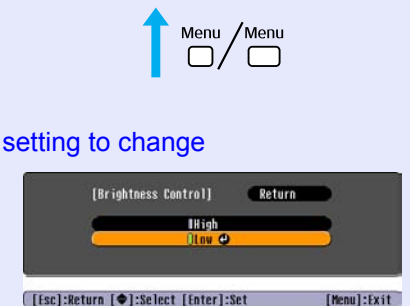 Menu / Menu
setting to change
[Brightness Control] Return
High
Low
[Esc]:Return [◆]:Select [Enter]:Set [Menu]:Exit